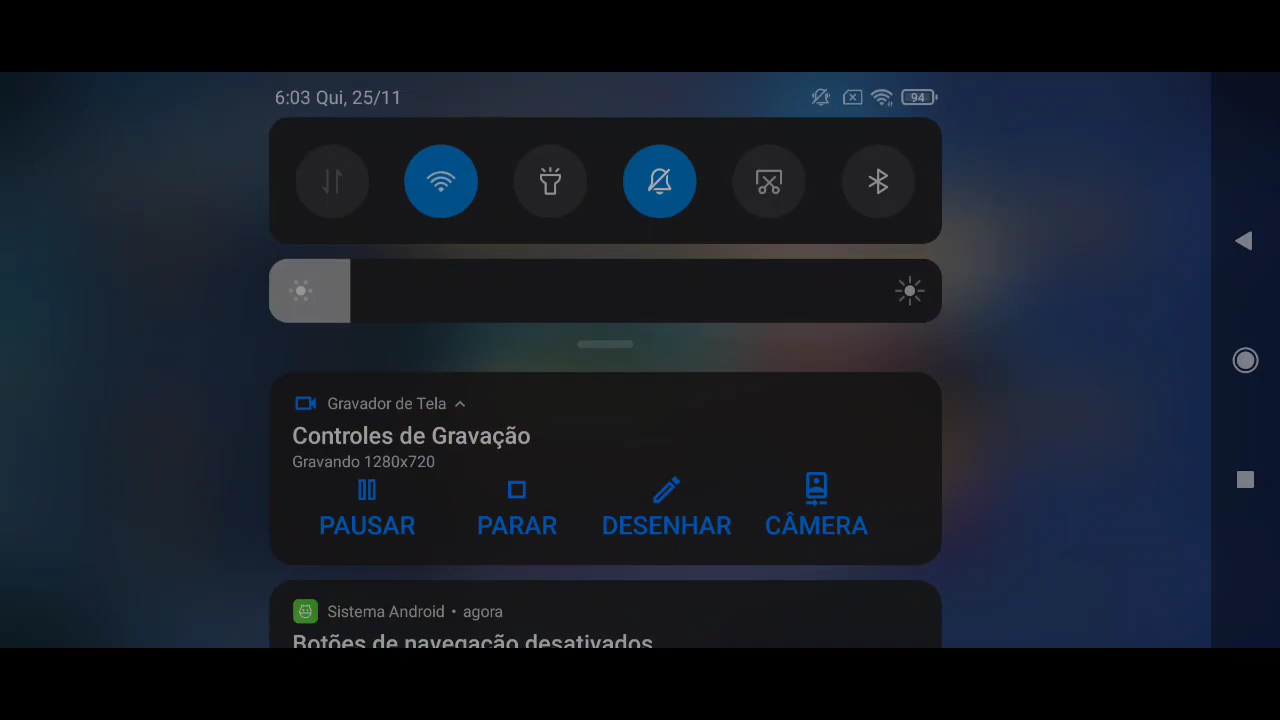 6:03 Qui, 25/11
94
Gravador de Tela
Controles de Gravação
Gravando 1280x720
PAUSAR PARAR DESENHAR CÂMERA
Sistema Android • agora
Botões de navegação desativados